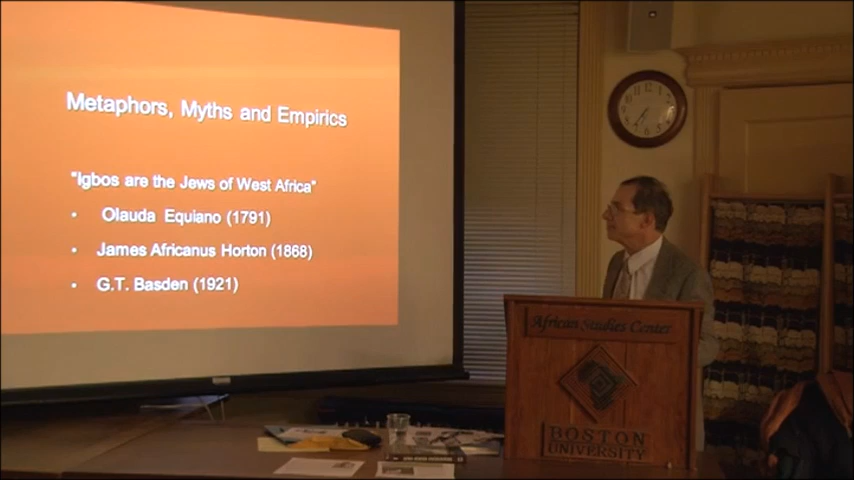 Metaphors, Myths and Empirics
"Igbos are the Jews of West Africa"
• Olauda Equiano (1791)
• James Africanus Horton (1868)
• G.T. Basden (1921)
African Studies Center
BOSTON
UNIVERSITY